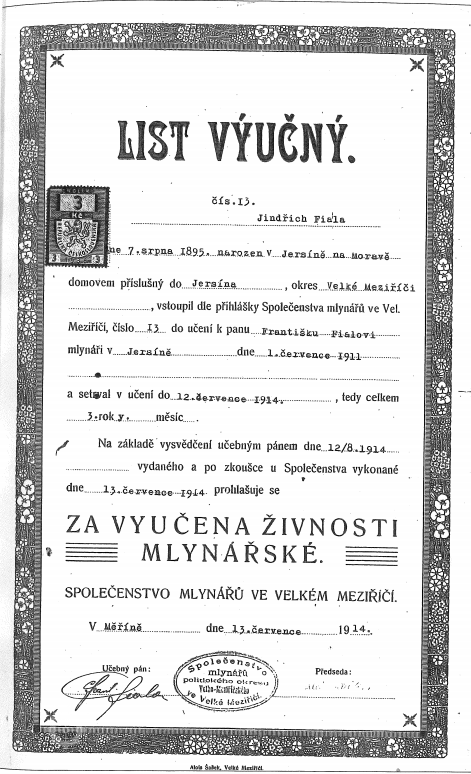 LIST VÝUČNÝ.
čís.I3.
Jindřich Fiala
3
Kč
3 3
ne 7.srpna 1895. narozen v Jersíně na Moravě
domovem příslušný do Jersína, okres Velké Meziříčí
, vstoupil dle přihlášky Společenstva mlynářů ve Vel.
Meziříčí, číslo I3 do učení k panu Františku Fialovi
mlynáři v Jersíně dne 1.července 1911
a setrval v učení do 12.července 1914. , tedy celkem
3.roky. měsíc .
Na základě vysvědčení učebným pánem dne 12/8.1914
vydaného a po zkoušce u Společenstva vykonané
dne 13.července 1914 prohlašuje se
ZA VYUČENA ŽIVNOSTI
MLYNÁŘSKÉ.
SPOLEČENSTVO MLYNÁŘŮ VE VELKÉM MEZIŘÍČÍ.
V Měříně dne 13.července 1914.
Učebný pán:
Předseda:
Společenstvo
mlynářů
politického okresu
Velko-Meziříčského
ve Velké Meziříčí.
Fiala
Alois Šašek, Velké Meziříčí.